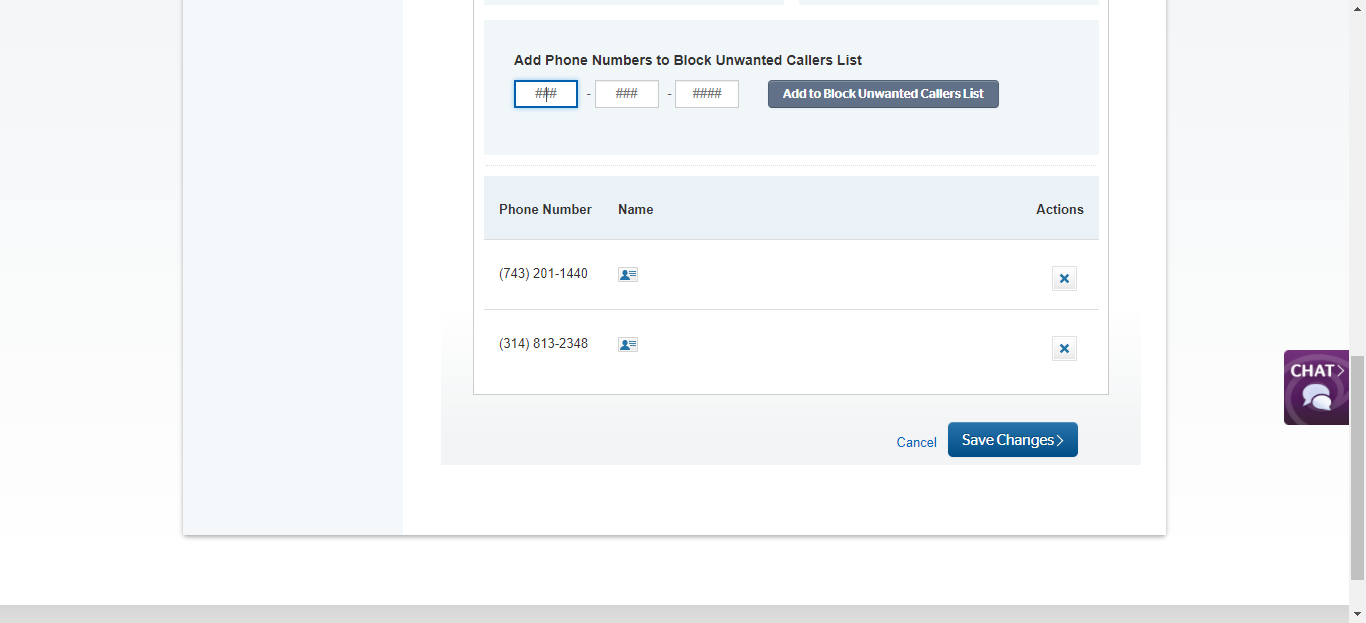 Add Phone Numbers to Block Unwanted Callers List
### - ### - #### Add to Block Unwanted Callers List
Phone Number Name Actions
(743) 201-1440
(314) 813-2348
CHAT>
Cancel Save Changes>